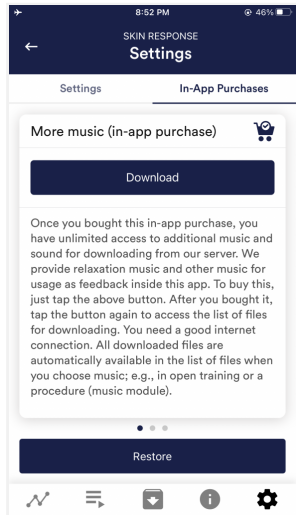 8:52 PM
46%
SKIN RESPONSE
Settings
Settings
In-App Purchases
More music (in-app purchase)
Download
Once you bought this in-app purchase, you
have unlimited access to additional music and
sound for downloading from our server. We
provide relaxation music and other music for
usage as feedback inside this app. To buy this,
just tap the above button. After you bought it,
tap the button again to access the list of files
for downloading. You need a good internet
connection. All downloaded files are
automatically available in the list of files when
you choose music; e.g., in open training or a
procedure (music module).
Restore